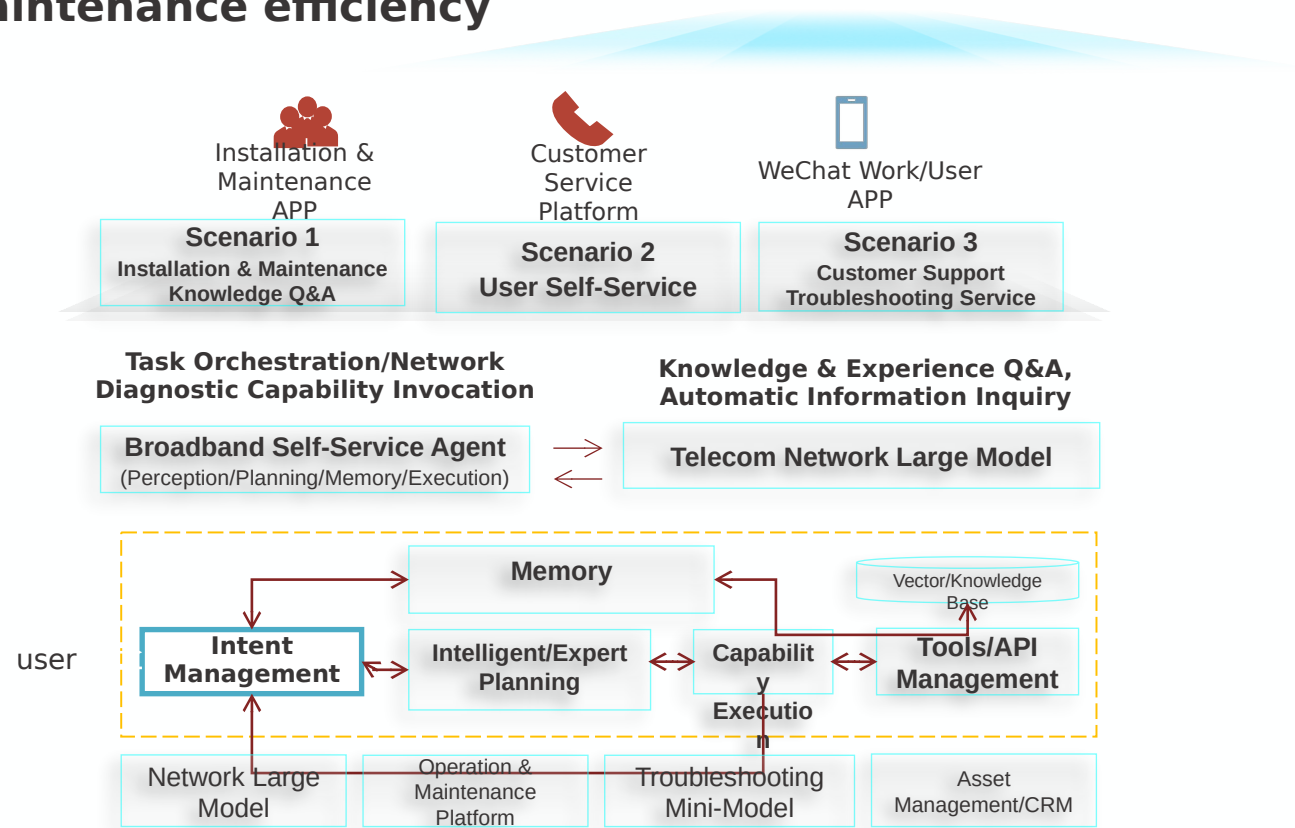 intenance efficiency
Installation &
Maintenance
APP
Customer
Service
Platform
WeChat Work/User
APP
Scenario 1
Installation & Maintenance
Knowledge Q&A
Scenario 2
User Self-Service
Scenario 3
Customer Support
Troubleshooting Service
Task Orchestration/Network
Diagnostic Capability Invocation
Knowledge & Experience Q&A,
Automatic Information Inquiry
Broadband Self-Service Agent
(Perception/Planning/Memory/Execution)
Telecom Network Large Model
Memory
Vector/Knowledge
Base
user
Intent
Management
Intelligent/Expert
Planning
Capabilit
y
Executio
n
Tools/API
Management
Network Large
Model
Operation &
Maintenance
Platform
Troubleshooting
Mini-Model
Asset
Management/CRM